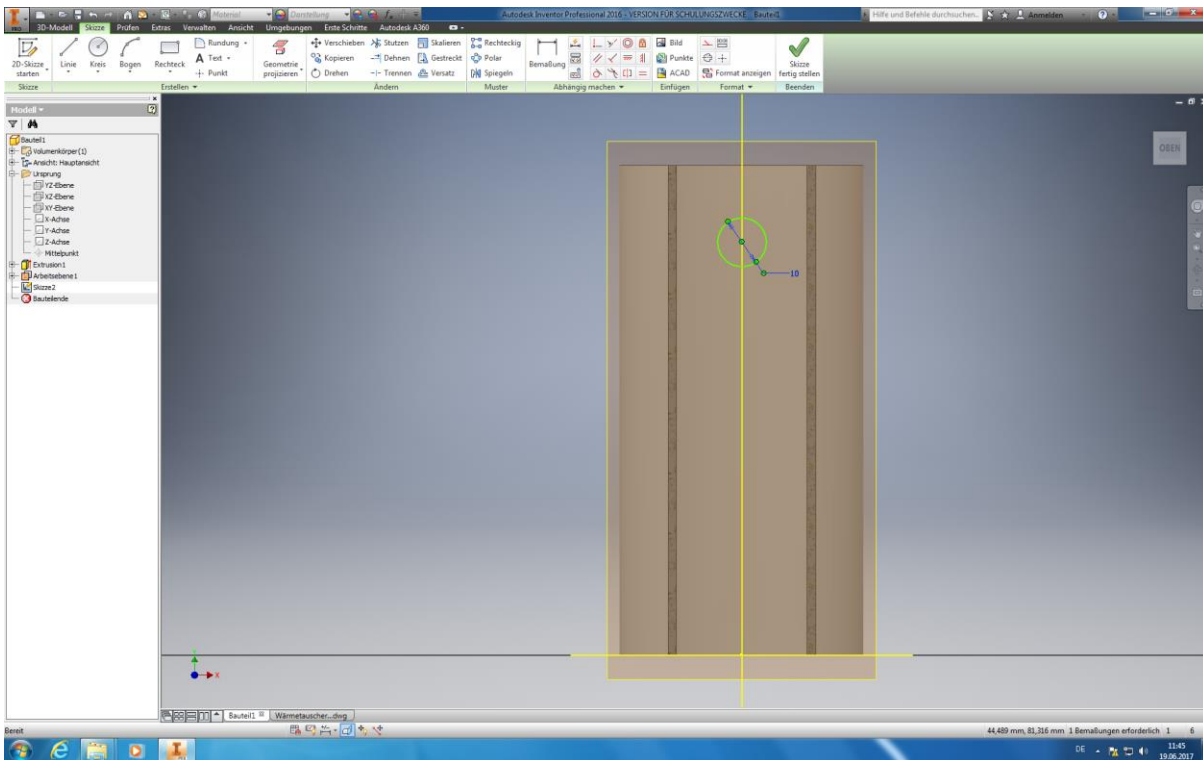 Material
Darstellung
Autodesk Inventor Professional 2016 - VERSION FÜR SCHULUNGSZWECKE Bauteil1
Hilfe und Befehle durchsuchen...
Anmelden
3D-Modell Skizze Prüfen Extras Verwalten Ansicht Umgebungen Erste Schritte Autodesk A360
2D-Skizze starten
Linie
Kreis
Bogen
Rechteck
Rundung
Text
Punkt
Geometrie projizieren
Verschieben Stutzen Skalieren
Kopieren Dehnen Gestreckt
Drehen Trennen Versatz
Rechteckig
Polar
Spiegeln
Bemaßung
Bild
Punkte
ACAD
Format anzeigen
Skizze fertig stellen
Skizze Erstellen Ändern Muster Abhängig machen Einfügen Format Beenden
Modell
Bauteil1
Volumenkörper(1)
Ansicht: Hauptansicht
Ursprung
YZ-Ebene
XZ-Ebene
XY-Ebene
X-Achse
Y-Achse
Z-Achse
Mittelpunkt
Extrusion1
Arbeitsebene1
Skizze2
Bauteilende
OBEN
10
X
Bauteil1 Wärmetauscher...dwg
Bereit
44,489 mm, 81,316 mm 1 Bemaßungen erforderlich 1 6
DE
11:45
19.06.2017